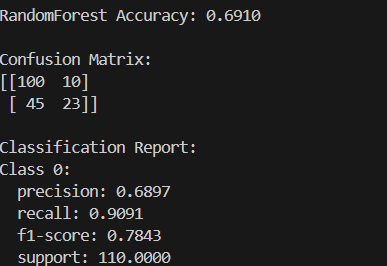 RandomForest Accuracy: 0.6910
Confusion Matrix:
[[100  10]
 [ 45  23]]
Classification Report:
Class 0:
  precision: 0.6897
  recall: 0.9091
  f1-score: 0.7843
  support: 110.0000